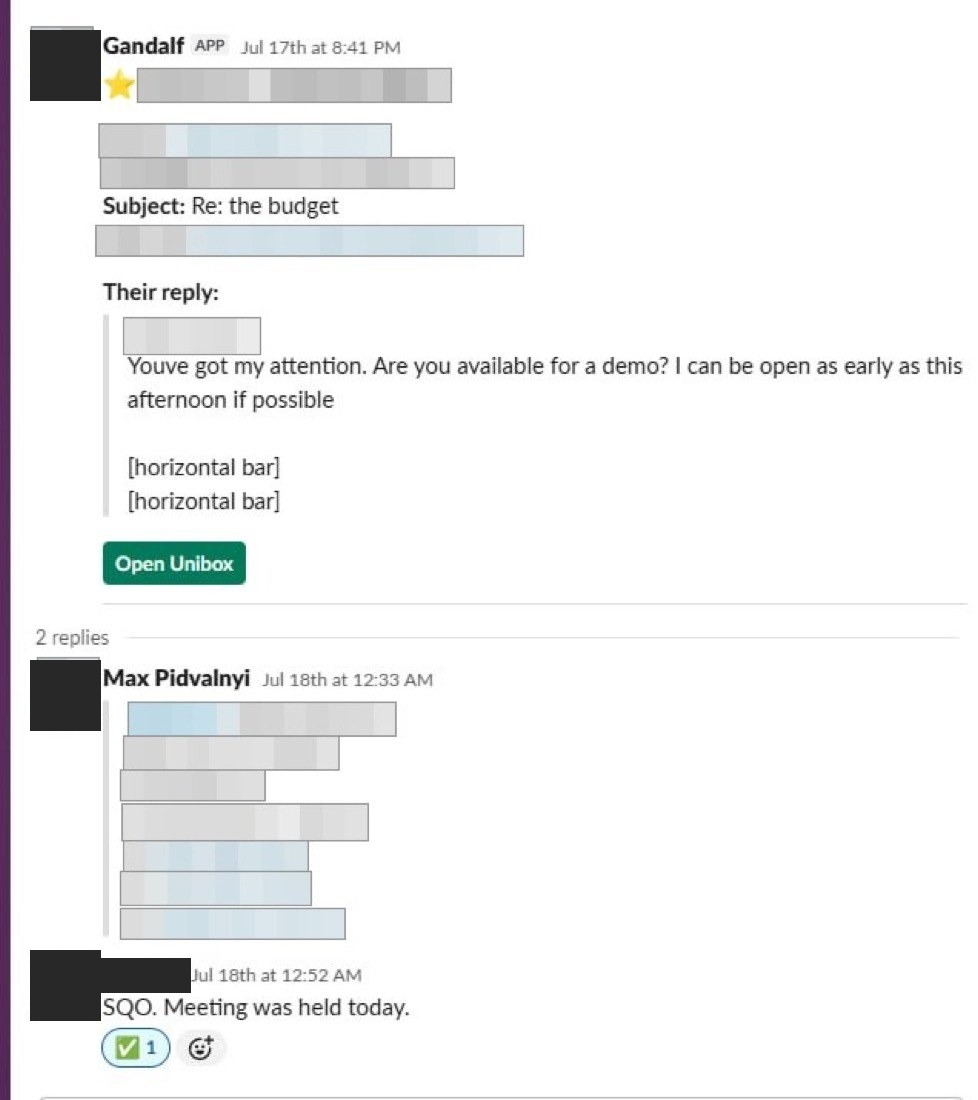 Gandalf APP Jul 17th at 8:41 PM
Subject: Re: the budget
Their reply:
Youve got my attention. Are you available for a demo? I can be open as early as this
afternoon if possible
[horizontal bar]
[horizontal bar]
Open Unibox
2 replies
Max Pidvalnyi Jul 18th at 12:33 AM
Jul 18th at 12:52 AM
SQO. Meeting was held today.
1